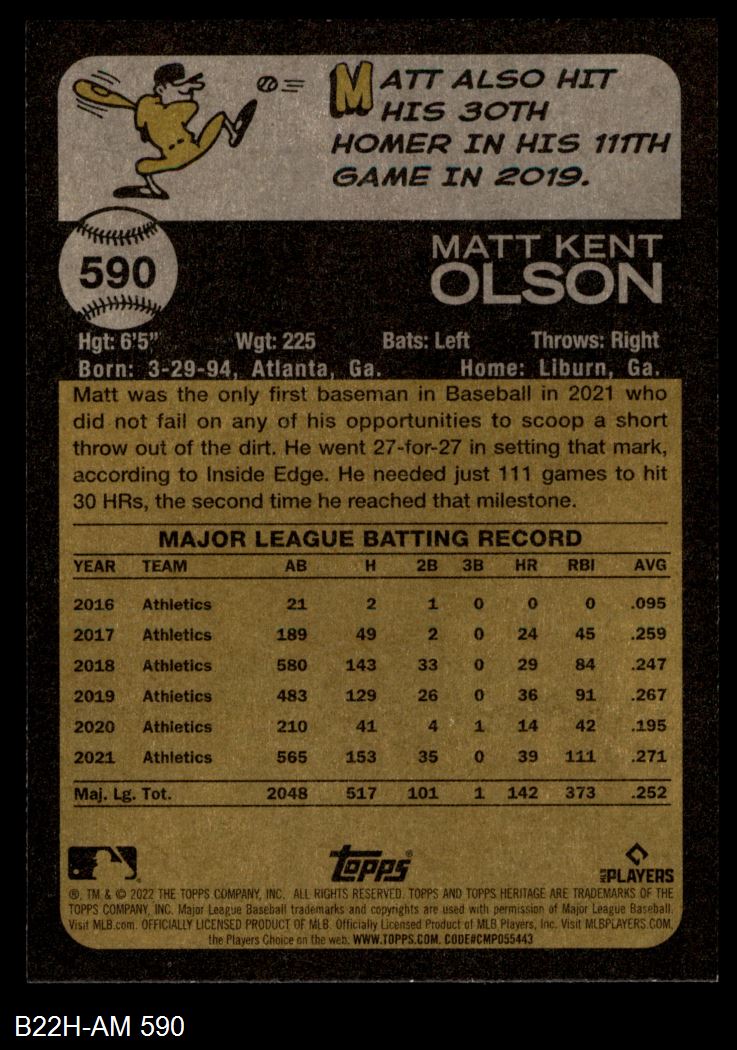 MATT ALSO HIT
HIS 30TH
HOMER IN HIS 111TH
GAME IN 2019.
590
MATT KENT
OLSON
Hgt: 6'5" Wgt: 225 Bats: Left Throws: Right
Born: 3-29-94, Atlanta, Ga. Home: Liburn, Ga.
Matt was the only first baseman in Baseball in 2021 who
did not fail on any of his opportunities to scoop a short
throw out of the dirt. He went 27-for-27 in setting that mark,
according to Inside Edge. He needed just 111 games to hit
30 HRs, the second time he reached that milestone.
MAJOR LEAGUE BATTING RECORD
YEAR TEAM AB H 2B 3B HR RBI AVG
2016 Athletics 21 2 1 0 0 0 .095
2017 Athletics 189 49 2 0 24 45 .259
2018 Athletics 580 143 33 0 29 84 .247
2019 Athletics 483 129 26 0 36 91 .267
2020 Athletics 210 41 4 1 14 42 .195
2021 Athletics 565 153 35 0 39 111 .271
Maj. Lg. Tot. 2048 517 101 1 142 373 .252
Topps®
MLB PLAYERS
®, TM & © 2022 THE TOPPS COMPANY, INC. ALL RIGHTS RESERVED. TOPPS AND TOPPS HERITAGE ARE TRADEMARKS OF THE
TOPPS COMPANY, INC. Major League Baseball trademarks and copyrights are used with permission of Major League Baseball.
Visit MLB.com. OFFICIALLY LICENSED PRODUCT OF MLB. Officially Licensed Product of MLB Players, Inc. Visit MLBPLAYERS.COM,
the Players Choice on the web. WWW.TOPPS.COM. CODE#CMP055443
B22H-AM 590